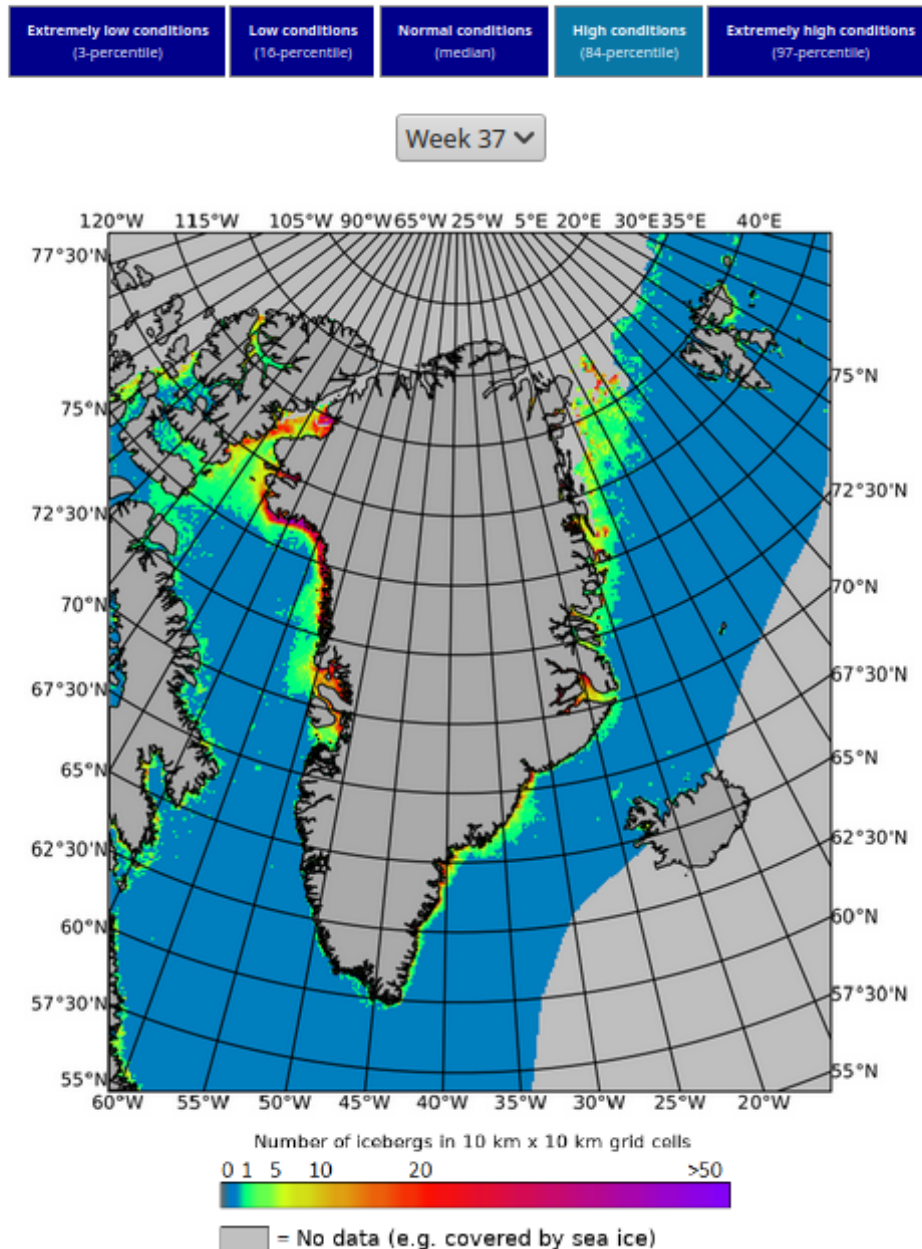 Extremely low conditions
(3-percentile)
Low conditions
(16-percentile)
Normal conditions
(median)
High conditions
(84-percentile)
Extremely high conditions
(97-percentile)
Week 37
120°W 115°W 105°W 90°W 65°W 25°W 5°E 20°E 30°E 35°E 40°E
77°30'N
75°N
75°N
72°30'N
72°30'N
70°N
70°N
67°30'N
67°30'N
65°N
65°N
62°30'N
62°30'N
60°N
60°N
57°30'N
57°30'N
55°N
55°N
60°W 55°W 50°W 45°W 40°W 35°W 30°W 25°W 20°W
Number of icebergs in 10 km x 10 km grid cells
0 1 5 10 20 >50
= No data (e.g. covered by sea ice)